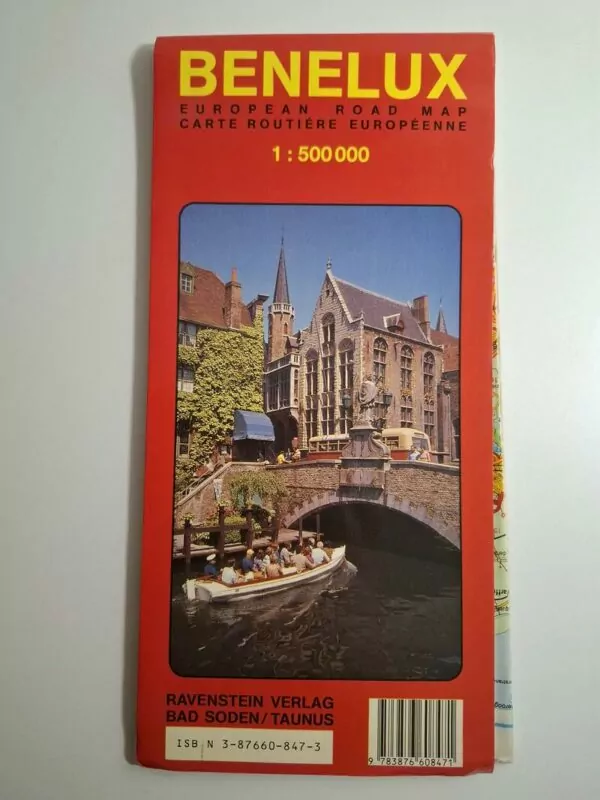 BENELUX
EUROPEAN ROAD MAP
CARTE ROUTIÉRE EUROPÉENNE
1 : 500 000
RAVENSTEIN VERLAG
BAD SODEN/TAUNUS
ISB N 3-87660-847-3
9 783876 608471